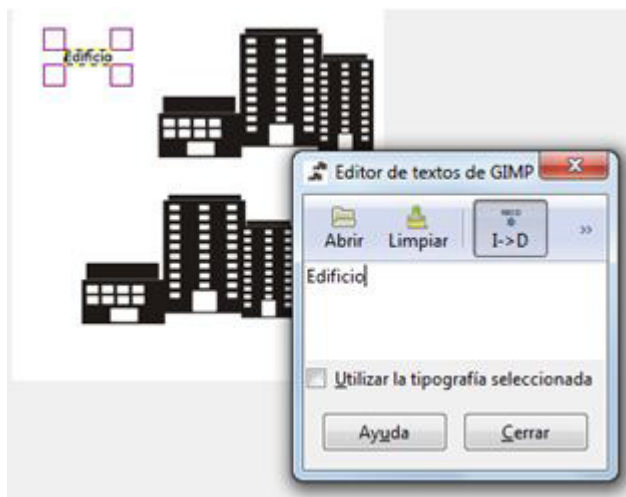 Edificio
Editor de textos de GIMP
Abrir Limpiar I->D »
Edificio
Utilizar la tipografía seleccionada
Ayuda Cerrar